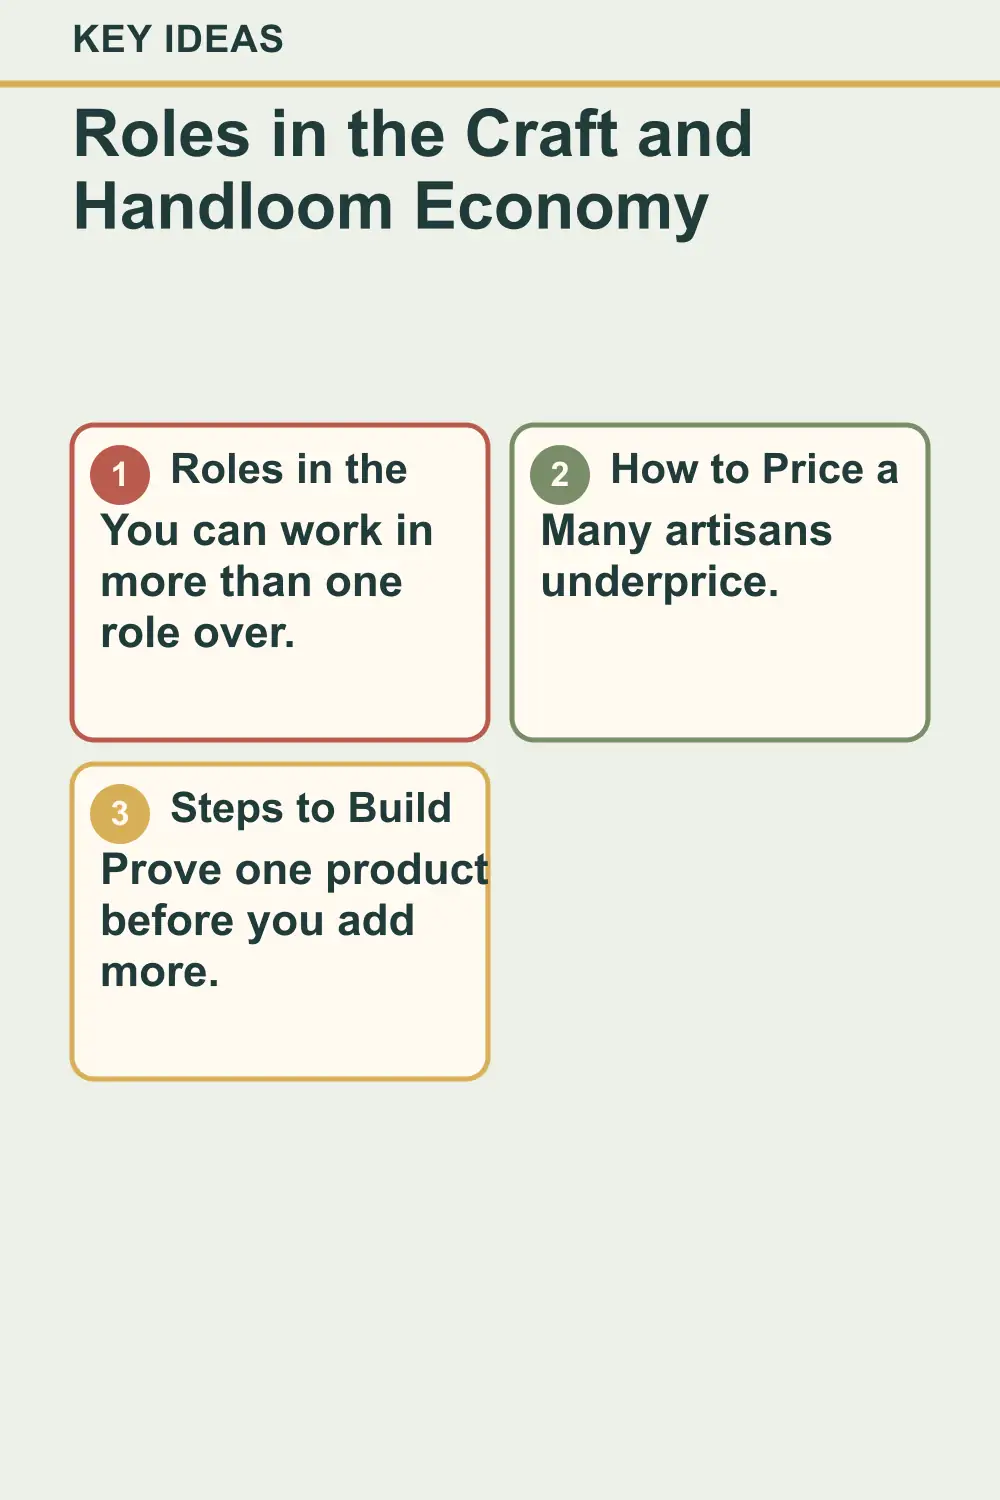 KEY IDEAS
Roles in the Craft and
Handloom Economy
1 Roles in the
You can work in
more than one
role over.
2 How to Price a
Many artisans
underprice.
3 Steps to Build
Prove one product
before you add
more.